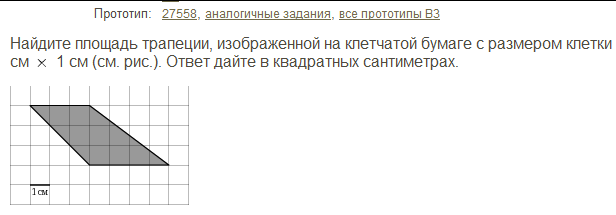 Прототип: 27558, аналогичные задания, все прототипы B3
Найдите площадь трапеции, изображенной на клетчатой бумаге с размером клетки
см × 1 см (см. рис.). Ответ дайте в квадратных сантиметрах.
1 см